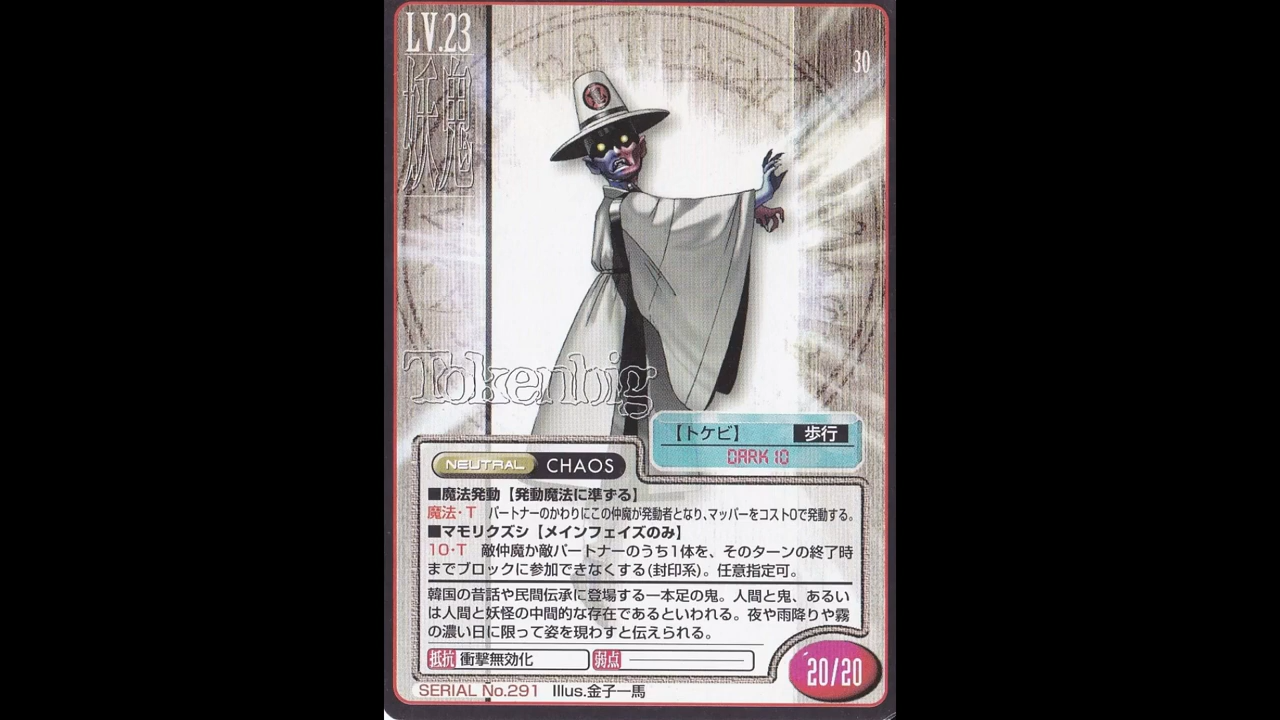 LV.23
30
妖鬼
Tokenbig
【トケビ】 歩行
DARK 10
NEUTRAL CHAOS
■魔法発動【発動魔法に準ずる】
魔法・T パートナーのかわりにこの仲魔が発動者となり、マッパーをコスト0で発動する。
■マモリクズシ【メインフェイズのみ】
10・T 敵仲魔か敵パートナーのうち1体を、そのターンの終了時
までブロックに参加できなくする(封印系)。任意指定可。
韓国の昔話や民間伝承に登場する一本足の鬼。人間と鬼、あるい
は人間と妖怪の中間的な存在であるといわれる。夜や雨降りや霧
の濃い日に限って姿を現わすと伝えられる。
抵抗 衝撃無効化 弱点 ―
20/20
SERIAL No.291 Illus.金子一馬